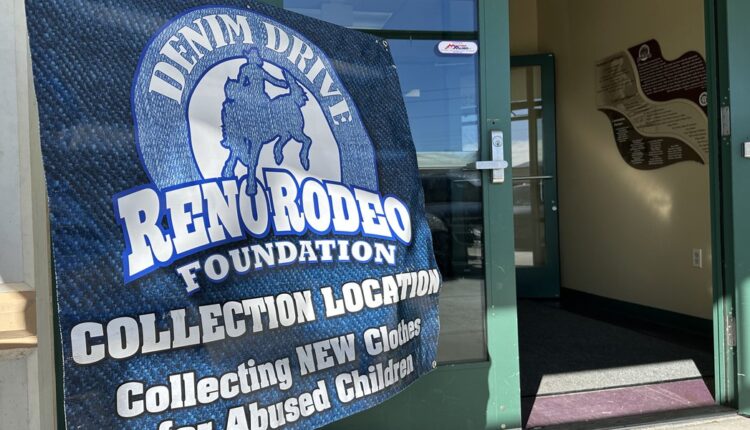 DENIM DRIVE
RENO RODEO
FOUNDATION
COLLECTION LOCATION
Collecting NEW Clothes
for Abused Children